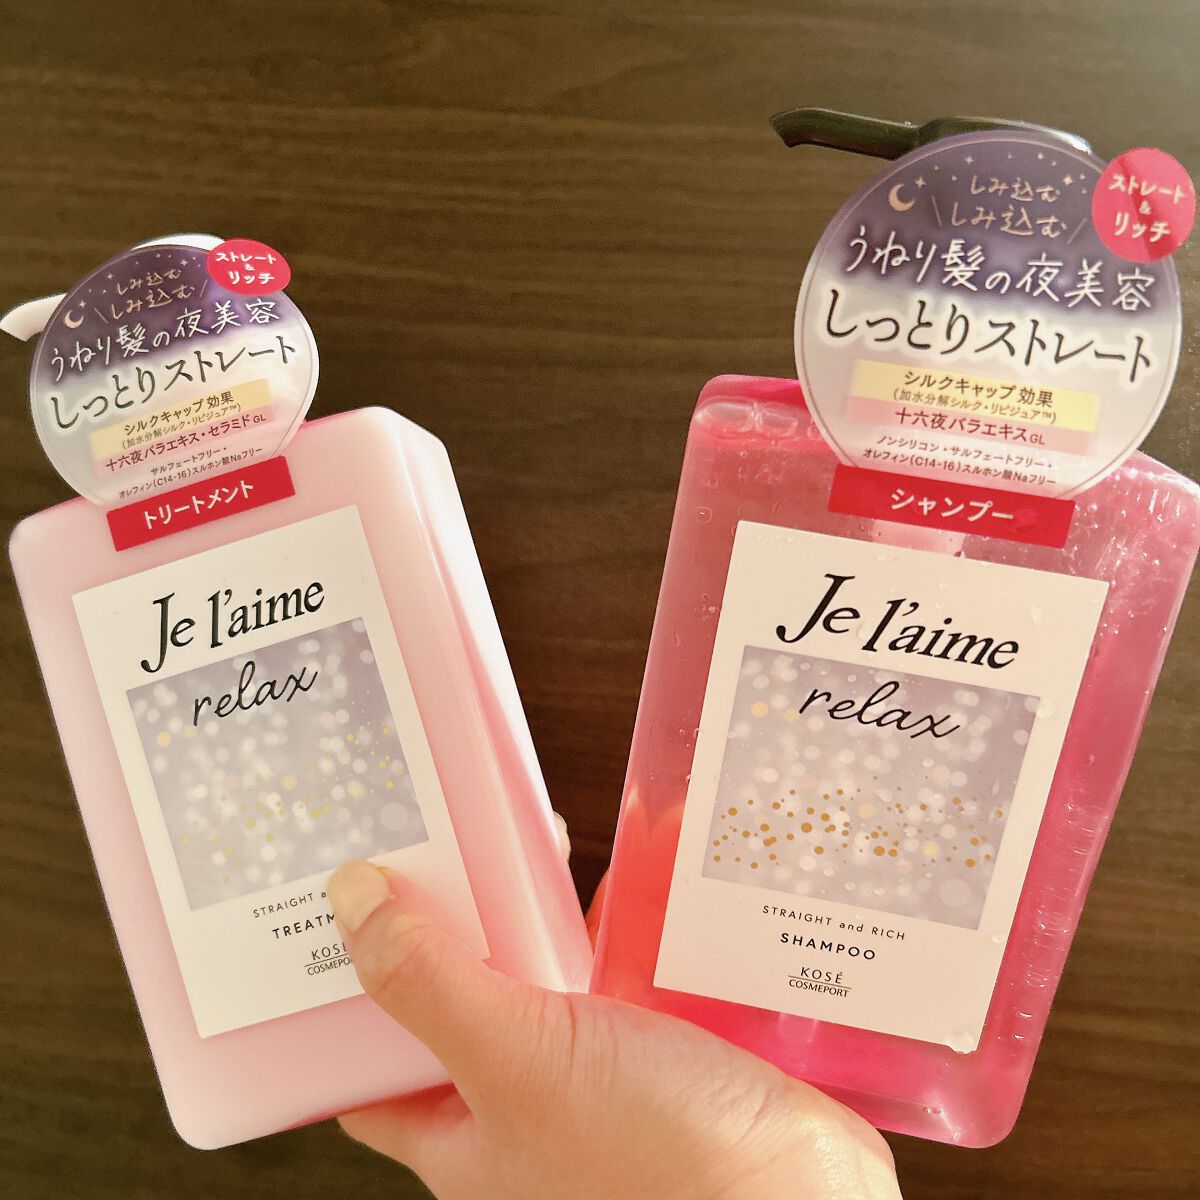 ストレート
&
リッチ
しみ込む
\しみ込む/
うねり髪の夜美容
しっとりストレート
シルクキャップ効果
(加水分解シルク・リピジュア™)
十六夜バラエキス・セラミドGL
サルフェートフリー・
オレフィン(C14-16)スルホン酸Naフリー
トリートメント
Je l'aime
relax
STRAIGHT
TREATM
KOSÉ
COSMEPO
ストレート
&
リッチ
しみ込む
\しみ込む/
うねり髪の夜美容
しっとりストレート
シルクキャップ効果
(加水分解シルク・リピジュア™)
十六夜バラエキスGL
ノンシリコン・サルフェートフリー・
オレフィン(C14-16)スルホン酸Naフリー
シャンプー
Je l'aime
relax
STRAIGHT and RICH
SHAMPOO
KOSÉ
COSMEPORT